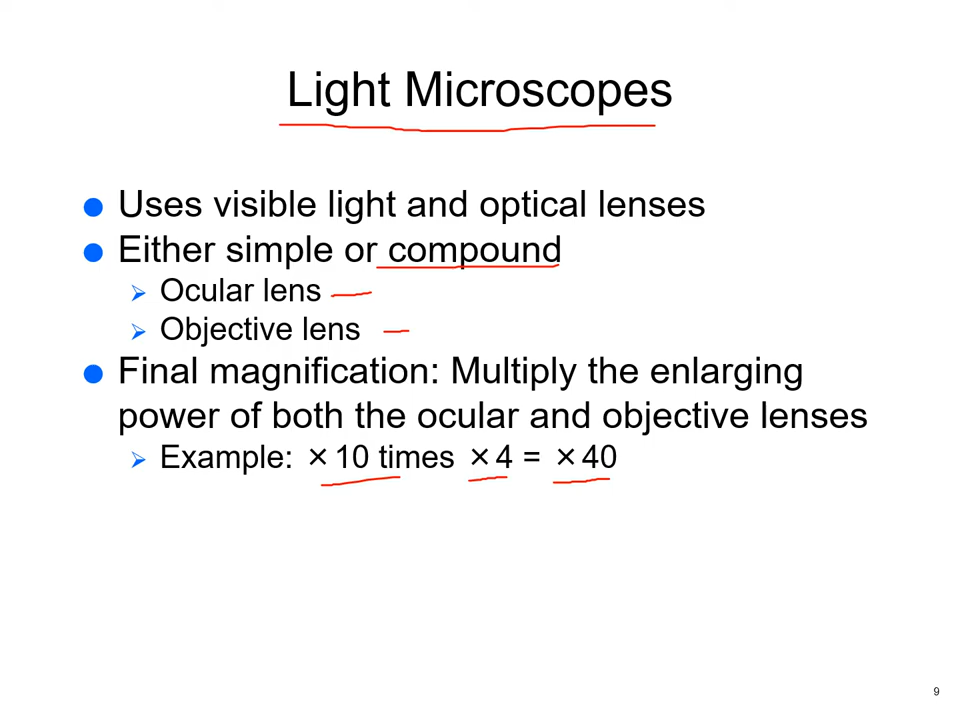 Light Microscopes
Uses visible light and optical lenses
Either simple or compound
Ocular lens
Objective lens
Final magnification: Multiply the enlarging
power of both the ocular and objective lenses
Example: ×10 times ×4 = ×40
9